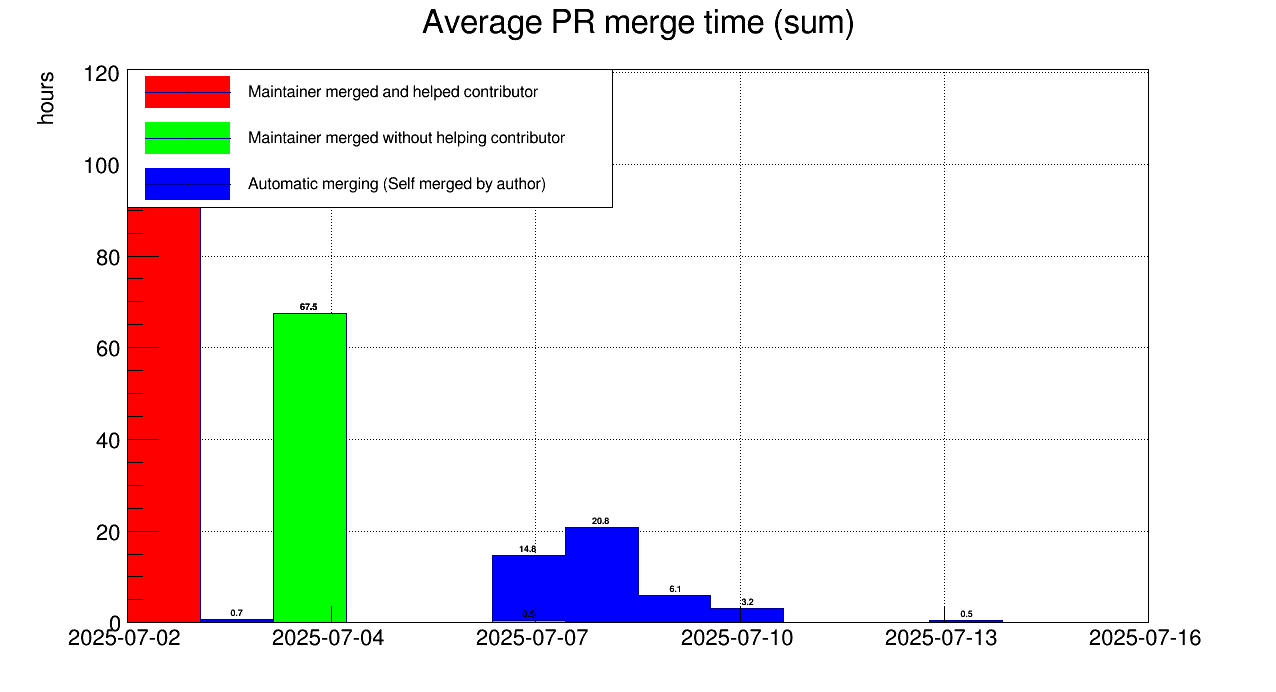 Average PR merge time (sum)
hours
120
Maintainer merged and helped contributor
Maintainer merged without helping contributor
100
Automatic merging (Self merged by author)
80
67.5
60
40
20.8
20
14.8
6.1
3.2
0.7
0.5
0.5
0
2025-07-02 2025-07-04 2025-07-07 2025-07-10 2025-07-13 2025-07-16